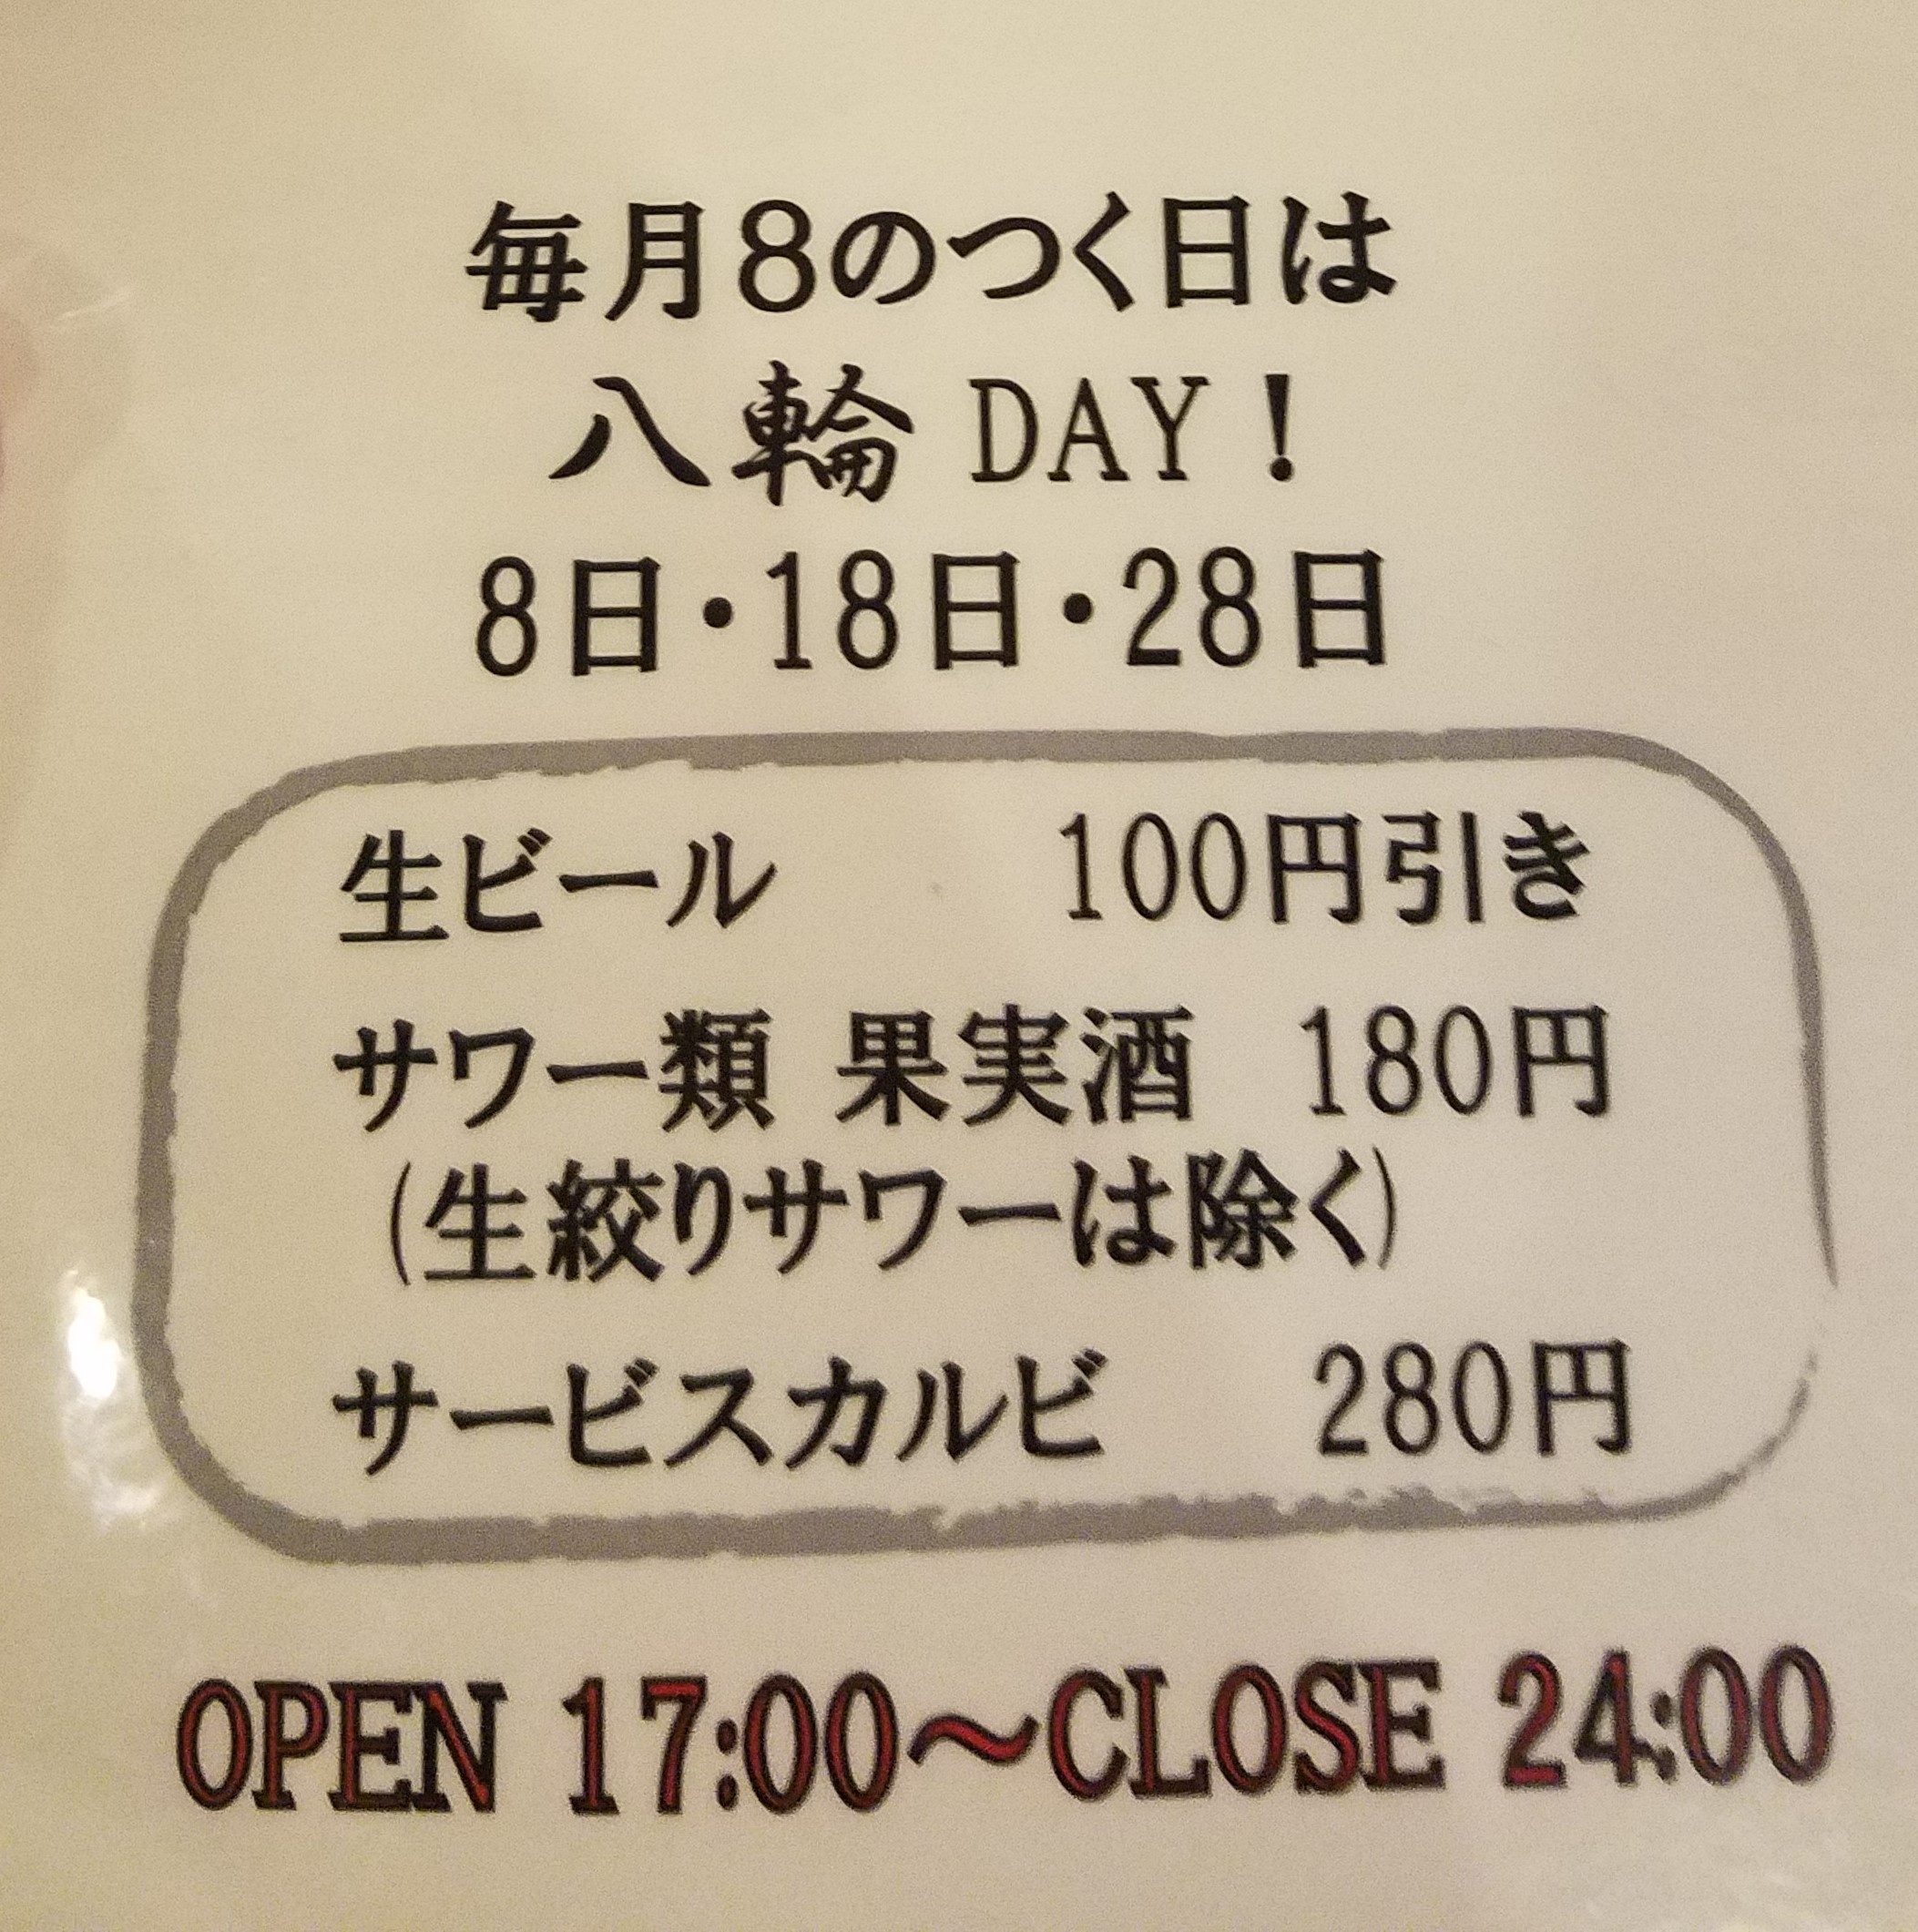 毎月8のつく日は
八輪 DAY！
8日・18日・28日
生ビール 100円引き
サワー類 果実酒 180円
(生絞りサワーは除く)
サービスカルビ 280円
OPEN 17:00～CLOSE 24:00